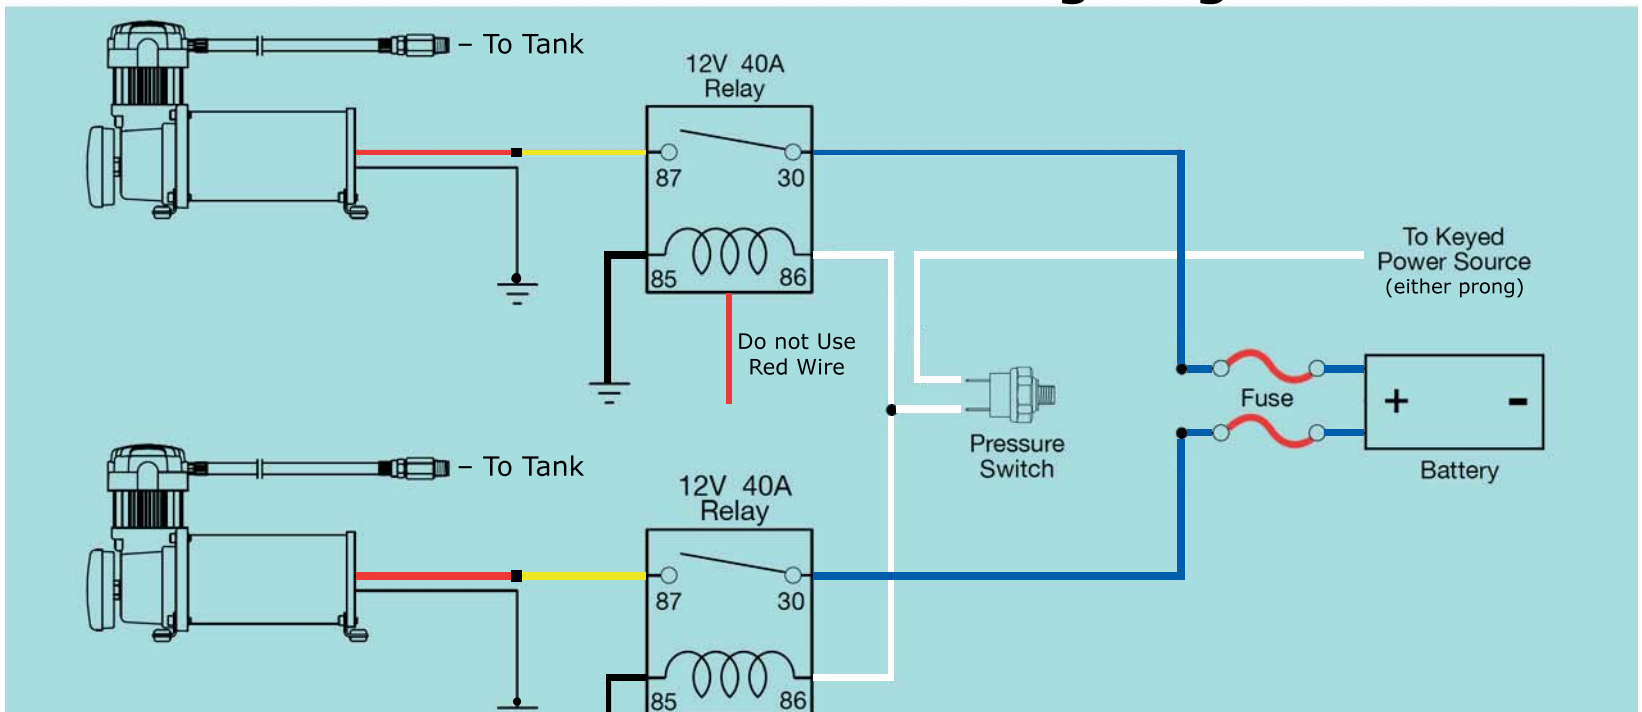 – To Tank
12V 40A
Relay
87 30
85 86
Do not Use
Red Wire
To Keyed
Power Source
(either prong)
Pressure
Switch
Fuse
+ -
Battery
– To Tank
12V 40A
Relay
87 30
85 86